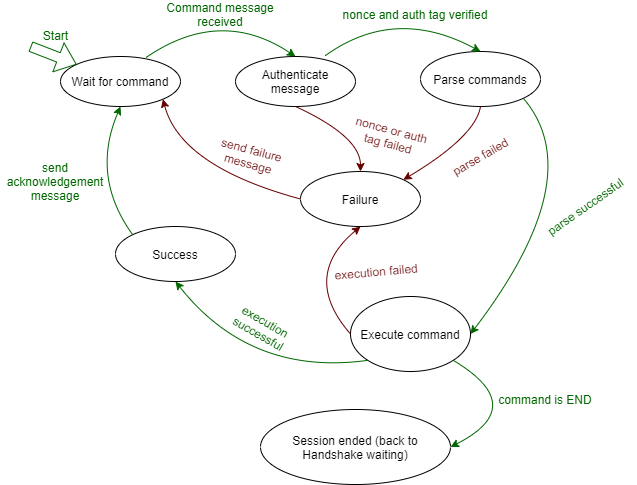 Command message
received
nonce and auth tag verified
Start
Wait for command
Authenticate
message
Parse commands
nonce or auth
tag failed
send failure
message
parse failed
send
acknowledgement
message
Failure
parse successful
Success
execution failed
execution
successful
Execute command
command is END
Session ended (back to
Handshake waiting)